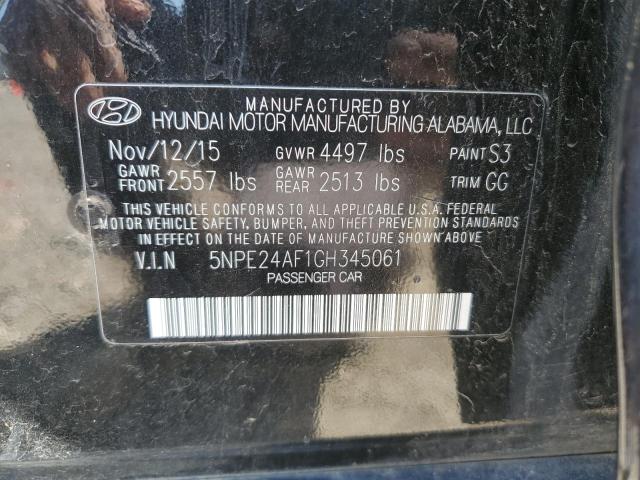 MANUFACTURED BY
HYUNDAI MOTOR MANUFACTURING ALABAMA, LLC
Nov/12/15 GVWR 4497 lbs PAINT S3
GAWR FRONT 2557 lbs GAWR REAR 2513 lbs TRIM GG
THIS VEHICLE CONFORMS TO ALL APPLICABLE U.S.A. FEDERAL
MOTOR VEHICLE SAFETY, BUMPER, AND THEFT PREVENTION STANDARDS
IN EFFECT ON THE DATE OF MANUFACTURE SHOWN ABOVE.
V.I.N 5NPE24AF1GH345061
PASSENGER CAR